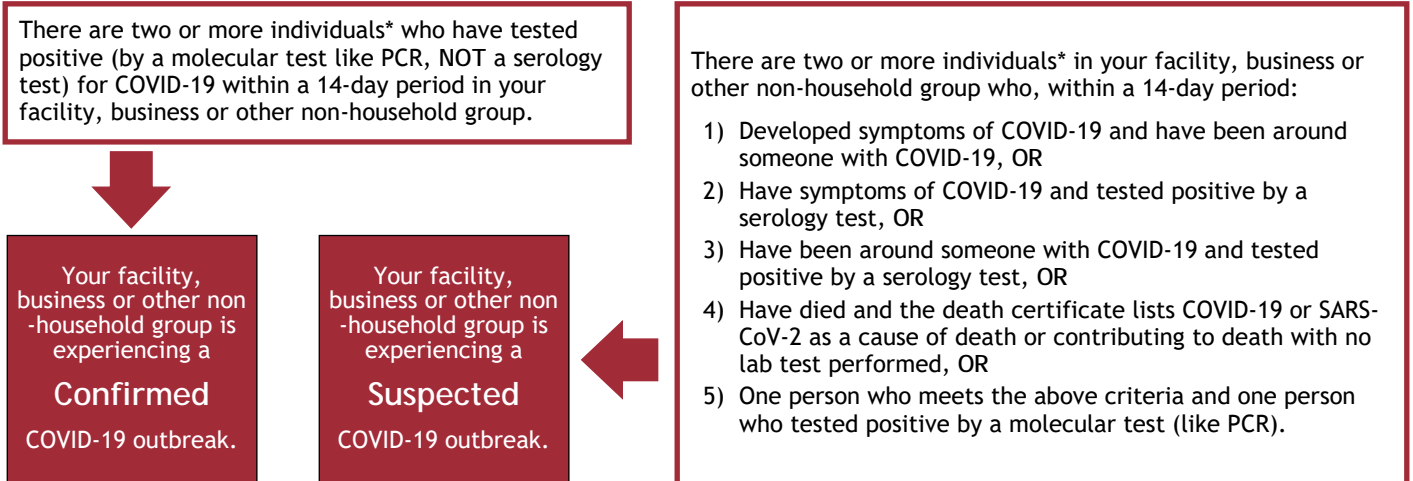 There are two or more individuals* who have tested
positive (by a molecular test like PCR, NOT a serology
test) for COVID-19 within a 14-day period in your
facility, business or other non-household group.
Your facility,
business or other non
-household group is
experiencing a
Confirmed
COVID-19 outbreak.
Your facility,
business or other non
-household group is
experiencing a
Suspected
COVID-19 outbreak.
There are two or more individuals* in your facility, business or
other non-household group who, within a 14-day period:
1) Developed symptoms of COVID-19 and have been around
someone with COVID-19, OR
2) Have symptoms of COVID-19 and tested positive by a
serology test, OR
3) Have been around someone with COVID-19 and tested
positive by a serology test, OR
4) Have died and the death certificate lists COVID-19 or SARS-
CoV-2 as a cause of death or contributing to death with no
lab test performed, OR
5) One person who meets the above criteria and one person
who tested positive by a molecular test (like PCR).